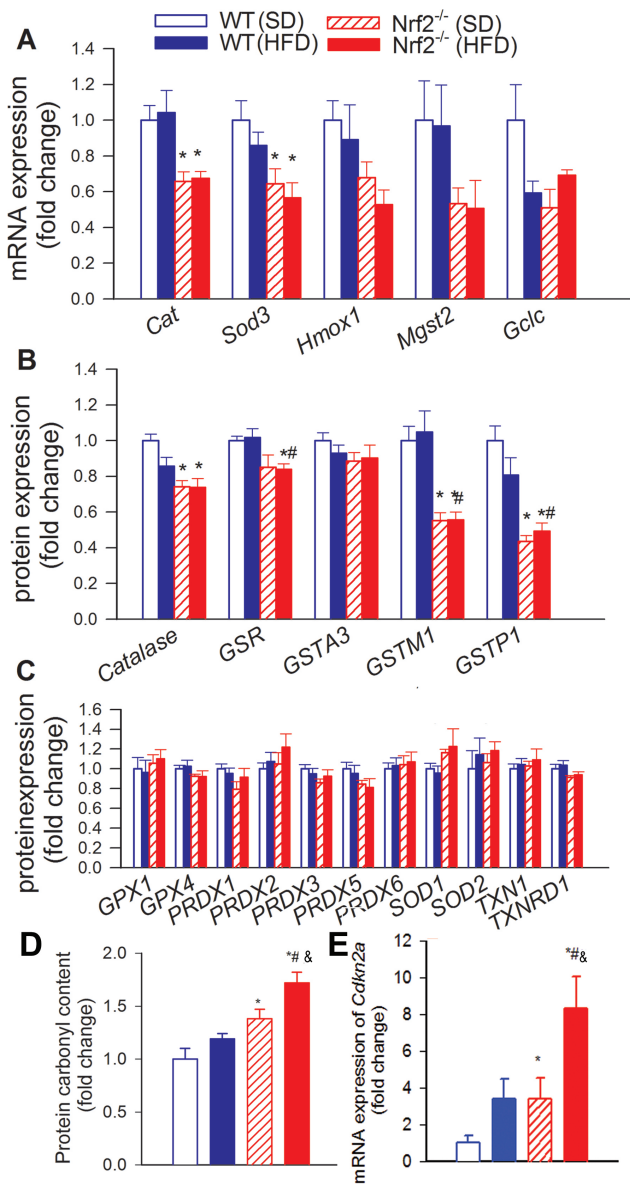 A
WT (SD)
Nrf2-/- (SD)
WT (HFD)
Nrf2-/- (HFD)
mRNA expression
(fold change)
1.4
1.2
1.0
0.8
0.6
0.4
0.2
0.0
* *
* *
Cat
Sod3
Hmox1
Mgst2
Gclc
B
protein expression
(fold change)
1.4
1.2
1.0
0.8
0.6
0.4
0.2
0.0
* *
*#
* *#
* *#
Catalase
GSR
GSTA3
GSTM1
GSTP1
C
proteinexpression
(fold change)
1.6
1.4
1.2
1.0
0.8
0.6
0.4
0.2
0.0
GPX1
GPX4
PRDX1
PRDX2
PRDX3
PRDX5
PRDX6
SOD1
SOD2
TXN1
TXNRD1
D
Protein carbonyl content
(fold change)
2.0
1.5
1.0
0.5
0.0
*
*# &
E
mRNA expression of Cdkn2a
(fold change)
12
10
8
6
4
2
0
*
*#&